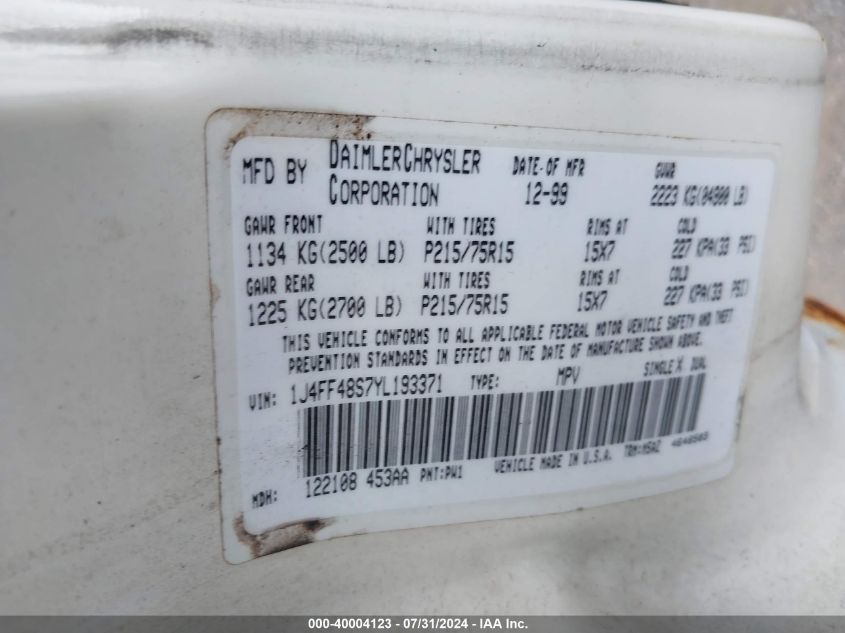 MFD BY DAIMLERCHRYSLER CORPORATION DATE-OF MFR 12-99 GVWR 2223 KG(04900 LB)
GAWR FRONT WITH TIRES RIMS AT COLD
1134 KG(2500 LB) P215/75R15 15X7 227 KPA(33 PSI)
GAWR REAR WITH TIRES RIMS AT COLD
1225 KG(2700 LB) P215/75R15 15X7 227 KPA(33 PSI)
THIS VEHICLE CONFORMS TO ALL APPLICABLE FEDERAL MOTOR VEHICLE SAFETY AND THEFT
PREVENTION STANDARDS IN EFFECT ON THE DATE OF MANUFACTURE SHOWN ABOVE.
VIN: 1J4FF48S7YL193371 TYPE: MPV SINGLE X DUAL
MDH: 122108 453AA PNT:PW1 VEHICLE MADE IN U.S.A. TRM:M5AZ
000-40004123 - 07/31/2024 - IAA Inc.